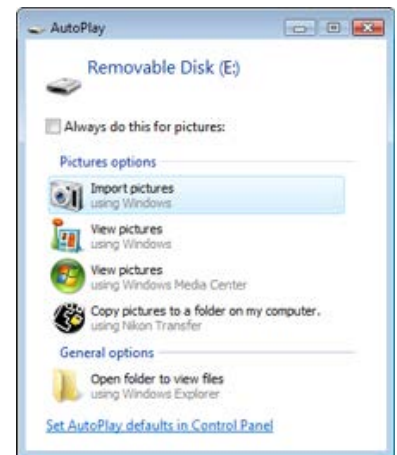 AutoPlay
Removable Disk (E:)
Always do this for pictures:
Pictures options
Import pictures
using Windows
View pictures
using Windows
View pictures
using Windows Media Center
Copy pictures to a folder on my computer.
using Nikon Transfer
General options
Open folder to view files
using Windows Explorer
Set AutoPlay defaults in Control Panel